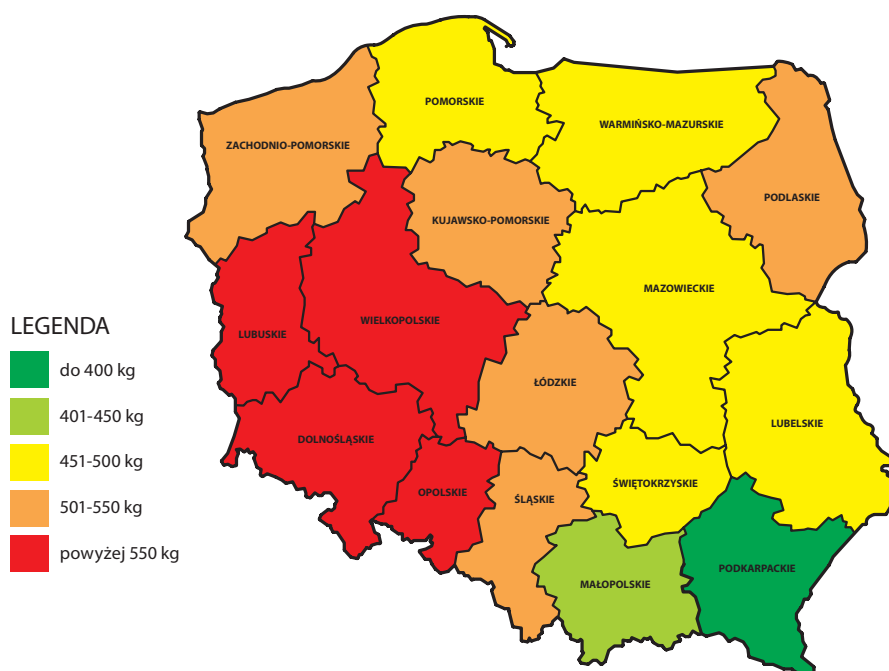 POMORSKIE
WARMIŃSKO-MAZURSKIE
ZACHODNIO-POMORSKIE
PODLASKIE
KUJAWSKO-POMORSKIE
MAZOWIECKIE
WIELKOPOLSKIE
LUBUSKIE
ŁÓDZKIE
LUBELSKIE
DOLNOŚLĄSKIE
OPOLSKIE
ŚLĄSKIE
ŚWIĘTOKRZYSKIE
MAŁOPOLSKIE
PODKARPACKIE
LEGENDA
do 400 kg
401-450 kg
451-500 kg
501-550 kg
powyżej 550 kg